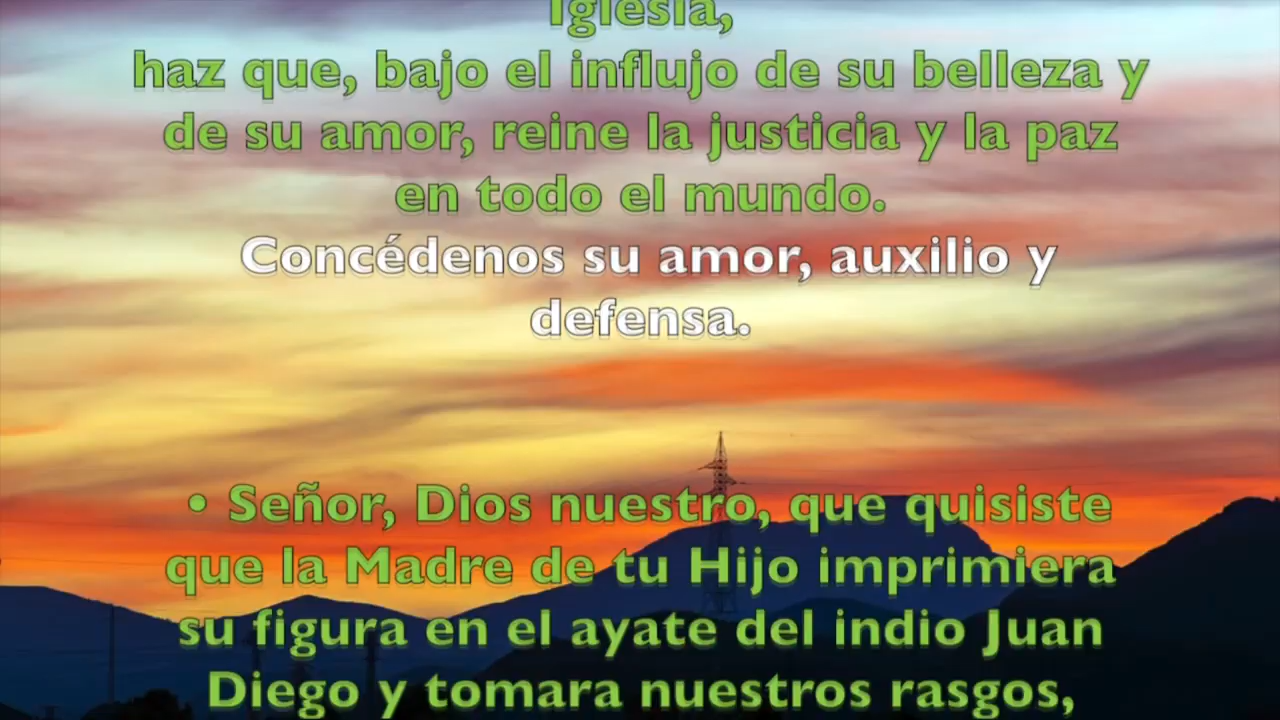 Iglesia,
haz que, bajo el influjo de su belleza y
de su amor, reine la justicia y la paz
en todo el mundo.
Concédenos su amor, auxilio y
defensa.
• Señor, Dios nuestro, que quisiste
que la Madre de tu Hijo imprimiera
su figura en el ayate del indio Juan
Diego y tomara nuestros rasgos,